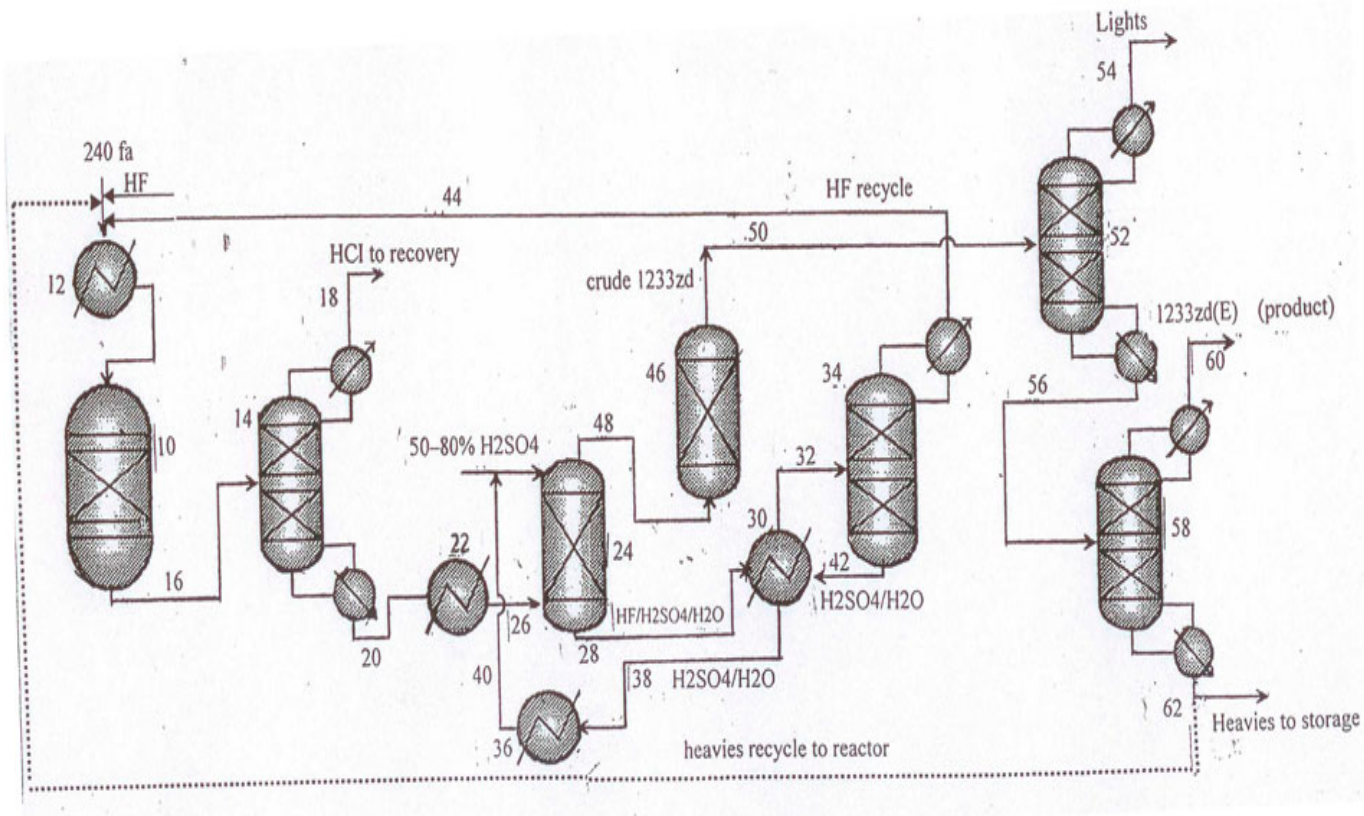 Lights
54
240 fa
HF
44
HF recycle
.50
52
HCl to recovery
12
18
crude 1233zd
1233zd(E) (product)
60
46
34
56
10
14
50–80% H2SO4
48
32
30
58
22
24
42
16
26
HF/H2SO4/H2O
H2SO4/H2O
20
28
40
38
H2SO4/H2O
62
36
Heavies to storage
heavies recycle to reactor